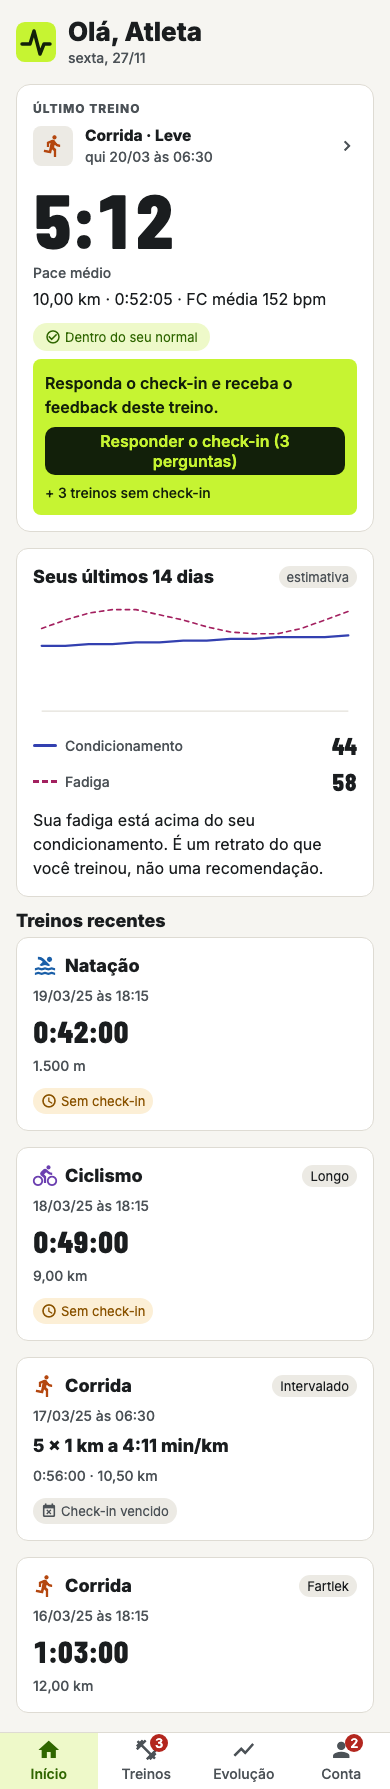 Olá, Atleta
sexta, 27/11
ÚLTIMO TREINO
Corrida · Leve
qui 20/03 às 06:30
5:12
Pace médio
10,00 km · 0:52:05 · FC média 152 bpm
Dentro do seu normal
Responda o check-in e receba o
feedback deste treino.
Responder o check-in (3
perguntas)
+ 3 treinos sem check-in
Seus últimos 14 dias
estimativa
Condicionamento
44
Fadiga
58
Sua fadiga está acima do seu
condicionamento. É um retrato do que
você treinou, não uma recomendação.
Treinos recentes
Natação
19/03/25 às 18:15
0:42:00
1.500 m
Sem check-in
Ciclismo
Longo
18/03/25 às 18:15
0:49:00
9,00 km
Sem check-in
Corrida
Intervalado
17/03/25 às 06:30
5 × 1 km a 4:11 min/km
0:56:00 · 10,50 km
Check-in vencido
Corrida
Fartlek
16/03/25 às 18:15
1:03:00
12,00 km
3
2
Início
Treinos
Evolução
Conta